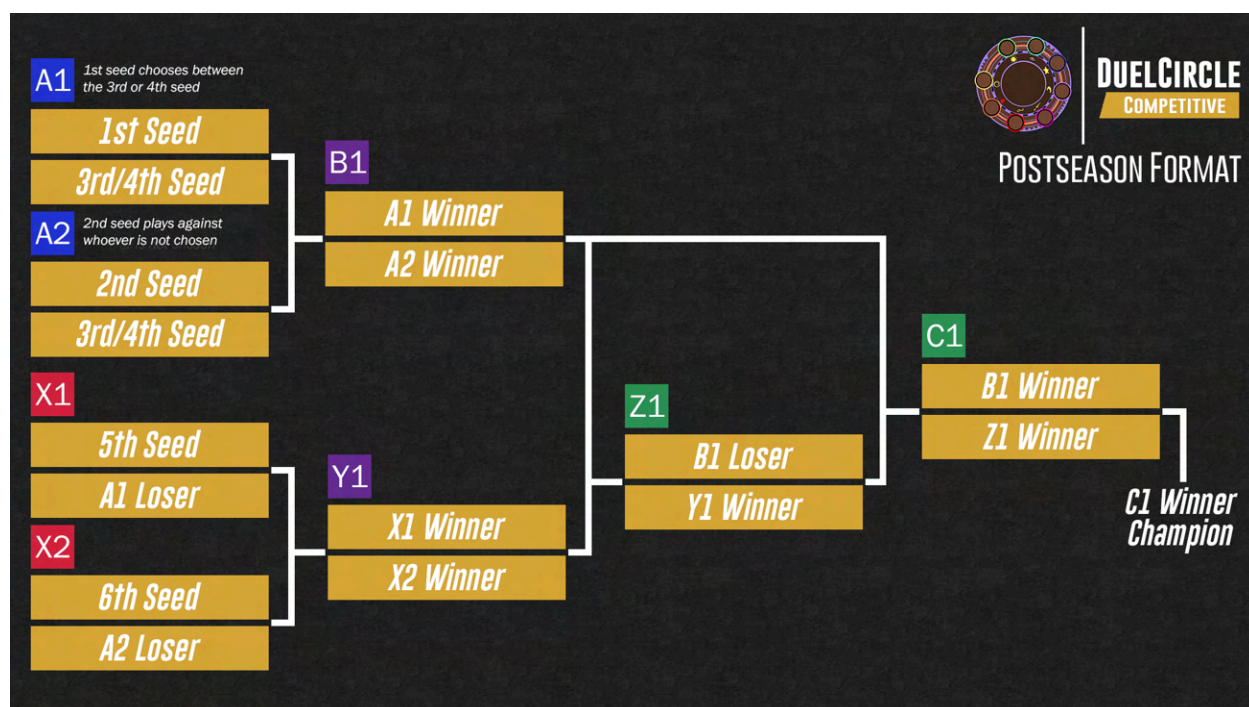 A1
1st seed chooses between
the 3rd or 4th seed
1st Seed
3rd/4th Seed
A2
2nd seed plays against
whoever is not chosen
2nd Seed
3rd/4th Seed
X1
5th Seed
A1 Loser
X2
6th Seed
A2 Loser
B1
A1 Winner
A2 Winner
Y1
X1 Winner
X2 Winner
Z1
B1 Loser
Y1 Winner
C1
B1 Winner
Z1 Winner
C1 Winner
Champion
DUELCIRCLE
COMPETITIVE
POSTSEASON FORMAT